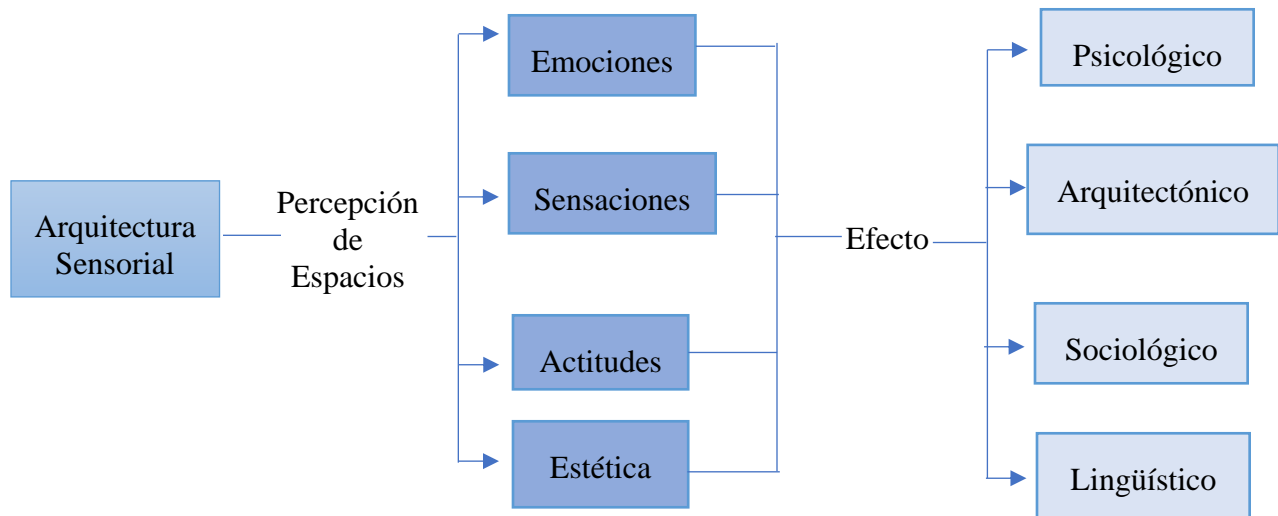 Arquitectura
Sensorial
Percepción
de
Espacios
Emociones
Sensaciones
Actitudes
Estética
Efecto
Psicológico
Arquitectónico
Sociológico
Lingüístico